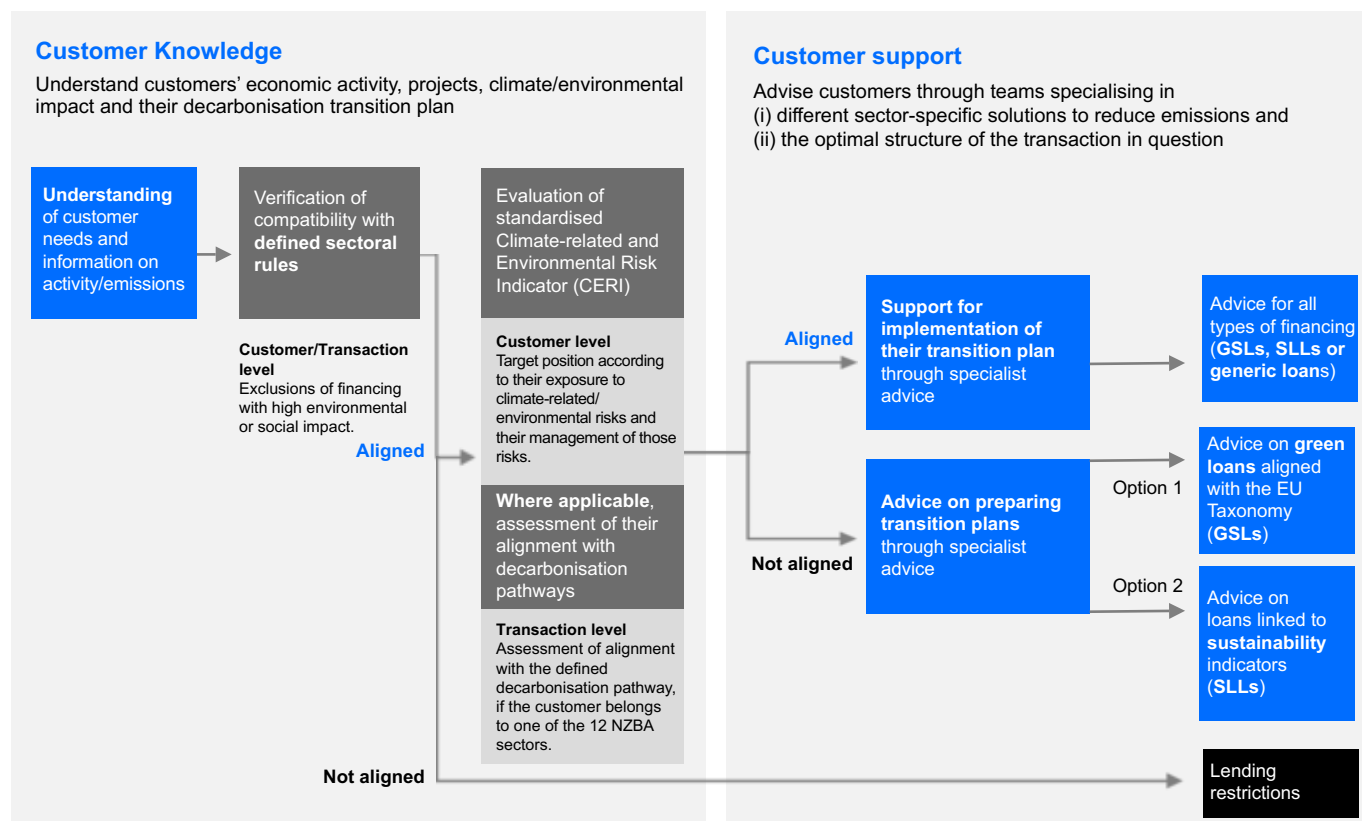 Customer Knowledge
Understand customers’ economic activity, projects, climate/environmental
impact and their decarbonisation transition plan
Understanding
of customer
needs and
information on
activity/emissions
Verification of
compatibility with
defined sectoral
rules
Customer/Transaction
level
Exclusions of financing
with high environmental
or social impact.
Aligned
Not aligned
Evaluation of
standardised
Climate-related and
Environmental Risk
Indicator (CERI)
Customer level
Target position according
to their exposure to
climate-related/
environmental risks and
their management of those
risks.
Where applicable,
assessment of their
alignment with
decarbonisation
pathways
Transaction level
Assessment of alignment
with the defined
decarbonisation pathway,
if the customer belongs
to one of the 12 NZBA
sectors.
Customer support
Advise customers through teams specialising in
(i) different sector-specific solutions to reduce emissions and
(ii) the optimal structure of the transaction in question
Aligned
Support for
implementation of
their transition plan
through specialist
advice
Advice for all
types of financing
(GSLs, SLLs or
generic loans)
Not aligned
Advice on preparing
transition plans
through specialist
advice
Option 1
Advice on green
loans aligned
with the EU
Taxonomy
(GSLs)
Option 2
Advice on
loans linked to
sustainability
indicators
(SLLs)
Lending
restrictions